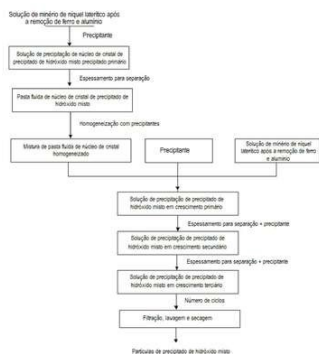 Solução de minério de níquel laterítico após
a remoção de ferro e alumínio
Precipitante
Solução de precipitação de núcleo de cristal de
precipitado de hidróxido misto precipitado primário
Espessamento para separação
Pasta fluida de núcleo de cristal de precipitado de
hidróxido misto
Homogeneização com precipitantes
Mistura de pasta fluida de núcleo de cristal
homogeneizado
Precipitante
Solução de minério de níquel
laterítico após a remoção de ferro
e alumínio
Solução de precipitação de precipitado de
hidróxido misto em crescimento primário
Espessamento para separação + precipitante
Solução de precipitação de precipitado de
hidróxido misto em crescimento secundário
Espessamento para separação + precipitante
Solução de precipitação de precipitado de
hidróxido misto em crescimento terciário
Número de ciclos
Filtração, lavagem e secagem
Partículas de precipitado de hidróxido misto